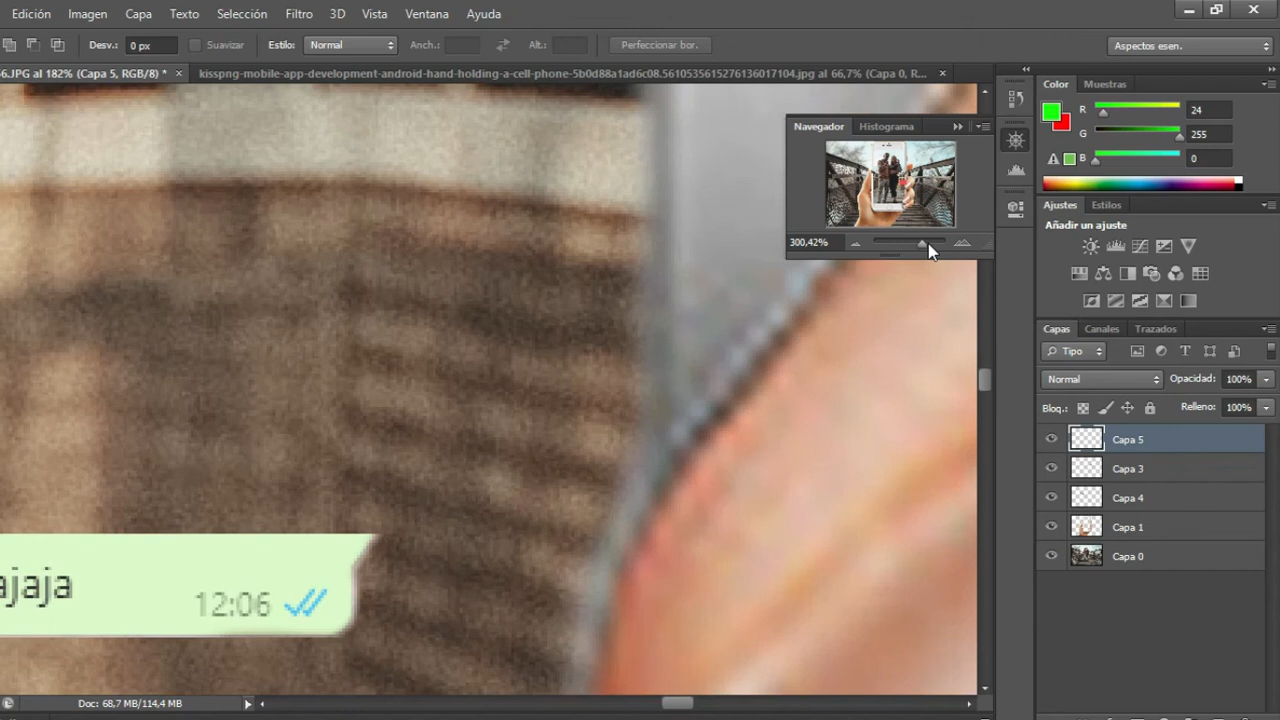 Edición Imagen Capa Texto Selección Filtro 3D Vista Ventana Ayuda
Desv.: 0 px Suavizar Estilo: Normal Anch.: Alt.: Perfeccionar bor. Aspectos esen.
6.JPG al 182% (Capa 5, RGB/8) * × kisspng-mobile-app-development-android-hand-holding-a-cell-phone-5b0d88a1ad6c08.5610535615276136017104.jpg al 66,7% (Capa 0, R... ×
Color Muestras
R 24
G 255
B 0
Navegador Histograma
300,42%
Ajustes Estilos
Añadir un ajuste
Capas Canales Trazados
Tipo
Normal Opacidad: 100%
Bloq.: Relleno: 100%
Capa 5
Capa 3
Capa 4
Capa 1
Capa 0
ajaja
12:06
Doc: 68,7 MB/114,4 MB